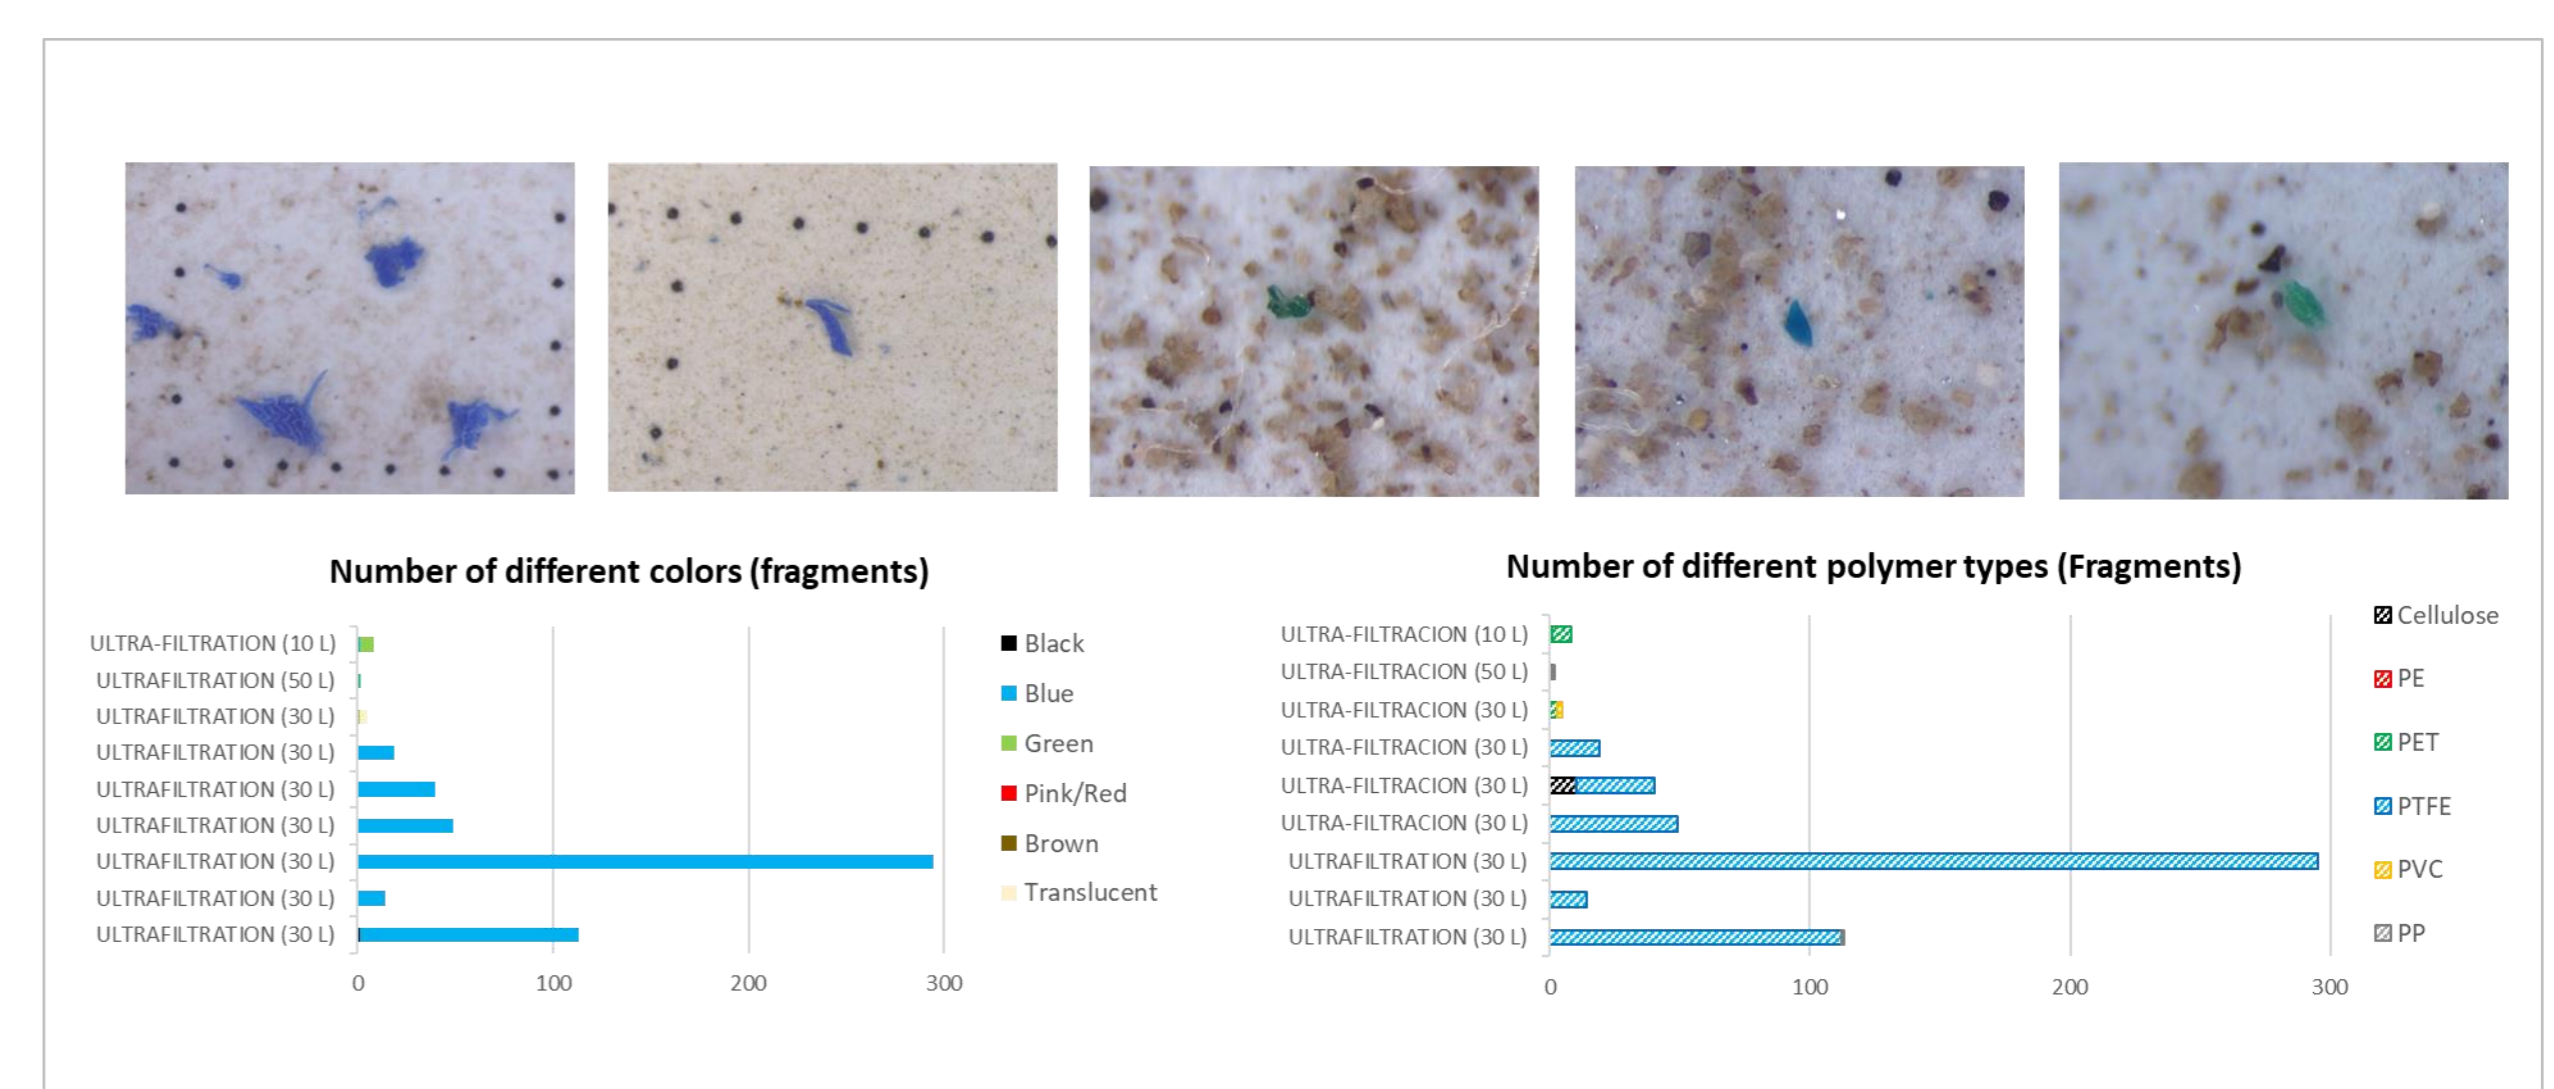 Number of different colors (fragments)
ULTRA-FILTRATION (10 L)
ULTRAFILTRATION (50 L)
ULTRAFILTRATION (30 L)
ULTRAFILTRATION (30 L)
ULTRAFILTRATION (30 L)
ULTRAFILTRATION (30 L)
ULTRAFILTRATION (30 L)
ULTRAFILTRATION (30 L)
ULTRAFILTRATION (30 L)
0 100 200 300
Black
Blue
Green
Pink/Red
Brown
Translucent
Number of different polymer types (Fragments)
ULTRA-FILTRACION (10 L)
ULTRA-FILTRACION (50 L)
ULTRA-FILTRACION (30 L)
ULTRA-FILTRACION (30 L)
ULTRA-FILTRACION (30 L)
ULTRA-FILTRACION (30 L)
ULTRAFILTRATION (30 L)
ULTRAFILTRATION (30 L)
ULTRAFILTRATION (30 L)
0 100 200 300
Cellulose
PE
PET
PTFE
PVC
PP